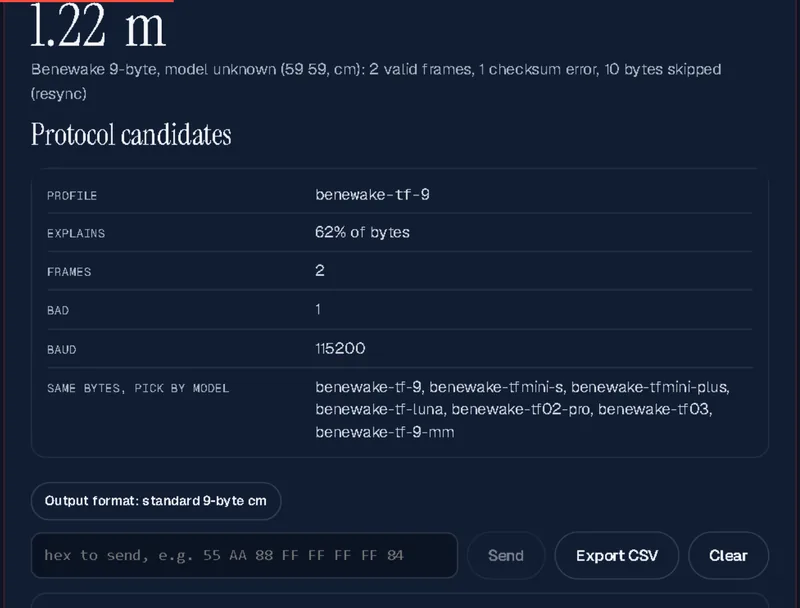 1.22 m
Benewake 9-byte, model unknown (59 59, cm): 2 valid frames, 1 checksum error, 10 bytes skipped
(resync)
Protocol candidates
PROFILE benewake-tf-9
EXPLAINS 62% of bytes
FRAMES 2
BAD 1
BAUD 115200
SAME BYTES, PICK BY MODEL benewake-tf-9, benewake-tfmini-s, benewake-tfmini-plus,
benewake-tf-luna, benewake-tf02-pro, benewake-tf03,
benewake-tf-9-mm
Output format: standard 9-byte cm
hex to send, e.g. 55 AA 88 FF FF FF FF 84 Send Export CSV Clear